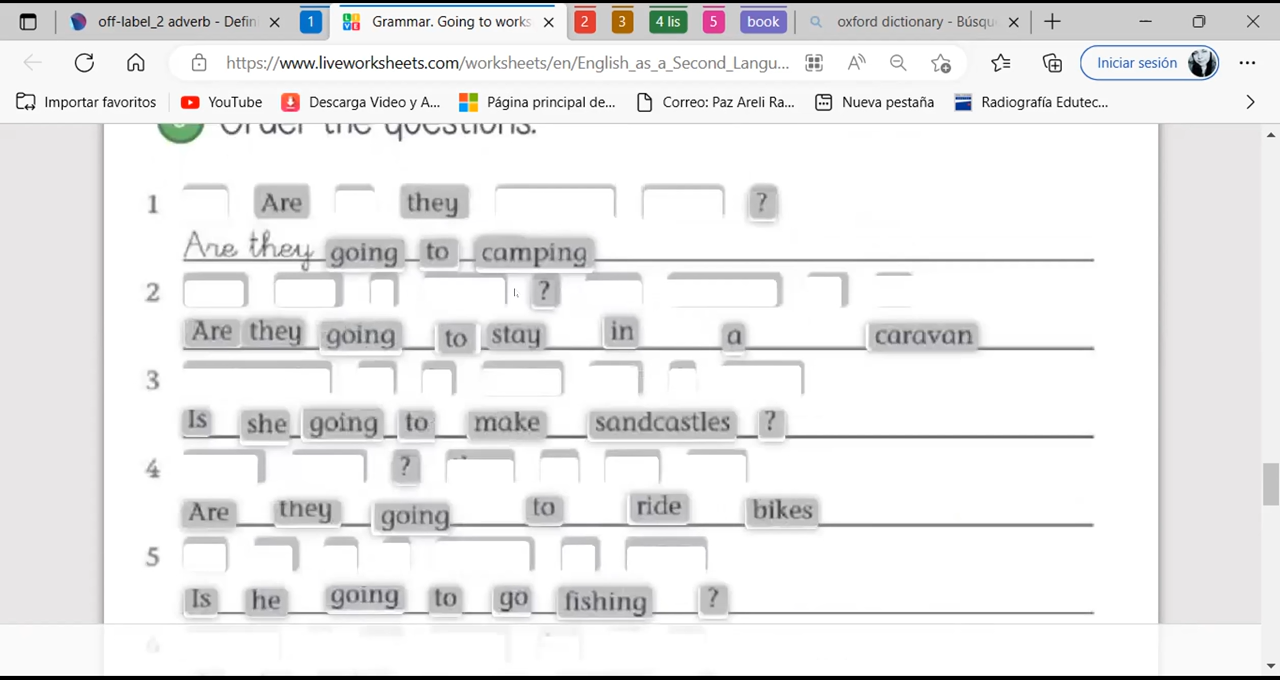 off-label_2 adverb - Defini
1
Grammar. Going to works
2
3
4 lis
5
book
oxford dictionary - Búsqu
https://www.liveworksheets.com/worksheets/en/English_as_a_Second_Langu...
Iniciar sesión
Importar favoritos
YouTube
Descarga Video y A...
Página principal de...
Correo: Paz Areli Ra...
Nueva pestaña
Radiografía Edutec...
Order the questions.
1 Are they ?
Are they going to camping
2 ?
Are they going to stay in a caravan
3
Is she going to make sandcastles ?
4 ?
Are they going to ride bikes
5
Is he going to go fishing ?